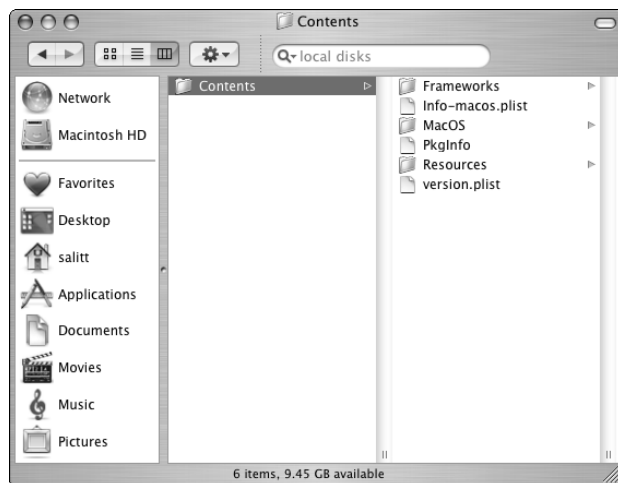 Contents
local disks
Network
Macintosh HD
Favorites
Desktop
salitt
Applications
Documents
Movies
Music
Pictures
Contents
Frameworks
Info-macos.plist
MacOS
PkgInfo
Resources
version.plist
6 items, 9.45 GB available